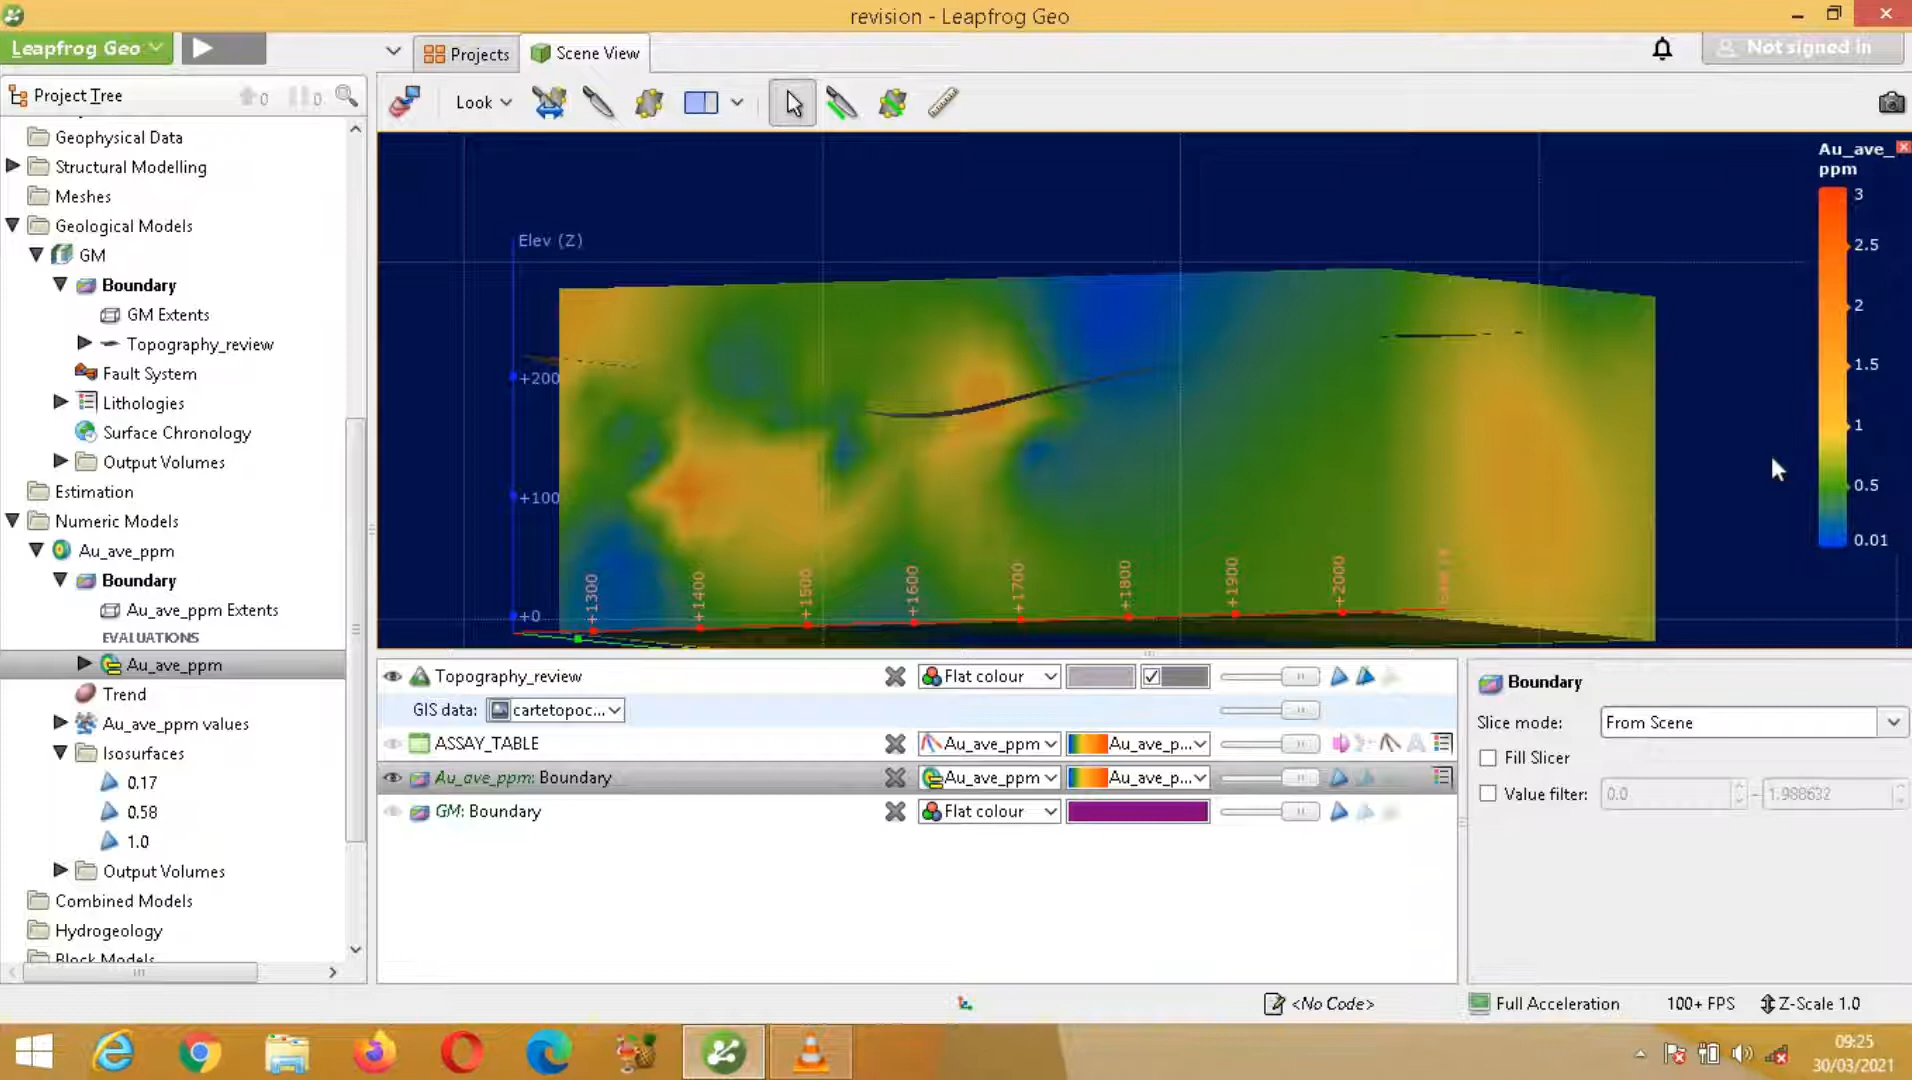 revision - Leapfrog Geo
Leapfrog Geo
Projects
Scene View
Not signed in
Project Tree
0
0
Look
Geophysical Data
Structural Modelling
Meshes
Geological Models
GM
Boundary
GM Extents
Topography_review
Fault System
Lithologies
Surface Chronology
Output Volumes
Estimation
Numeric Models
Au_ave_ppm
Boundary
Au_ave_ppm Extents
EVALUATIONS
Au_ave_ppm
Trend
Au_ave_ppm values
Isosurfaces
0.17
0.58
1.0
Output Volumes
Combined Models
Hydrogeology
Block Models
Elev (Z)
+200
+100
+0
+1300
+1400
+1500
+1600
+1700
+1800
+1900
+2000
Au_ave_
ppm
3
2.5
2
1.5
1
0.5
0.01
Topography_review
Flat colour
GIS data: cartetopoc...
ASSAY_TABLE
Au_ave_ppm
Au_ave_p...
Au_ave_ppm: Boundary
Au_ave_ppm
Au_ave_p...
GM: Boundary
Flat colour
Boundary
Slice mode: From Scene
Fill Slicer
Value filter: 0.0 - 1.988632
<No Code>
Full Acceleration
100+ FPS
Z-Scale 1.0
09:25
30/03/2021